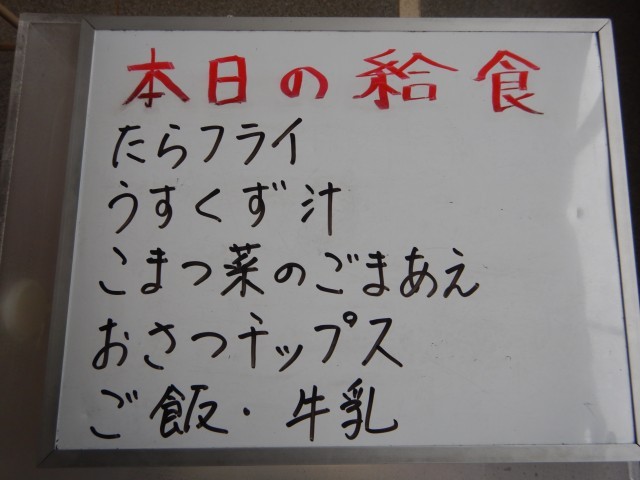 本日の給食
たらフライ
うすくず汁
こまつ菜のごまあえ
おさつチップス
ご飯・牛乳